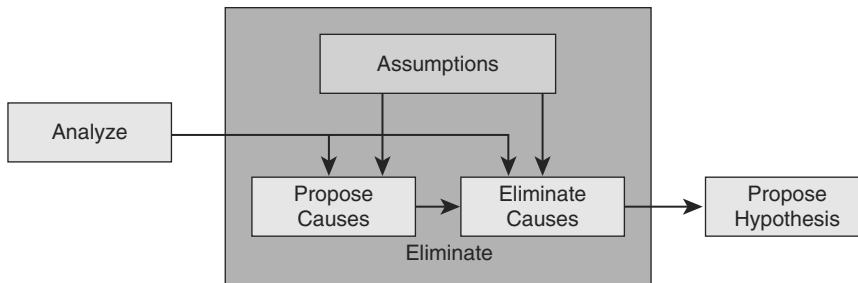 Assumptions
Analyze
Propose
Causes
Eliminate
Causes
Propose
Hypothesis
Eliminate